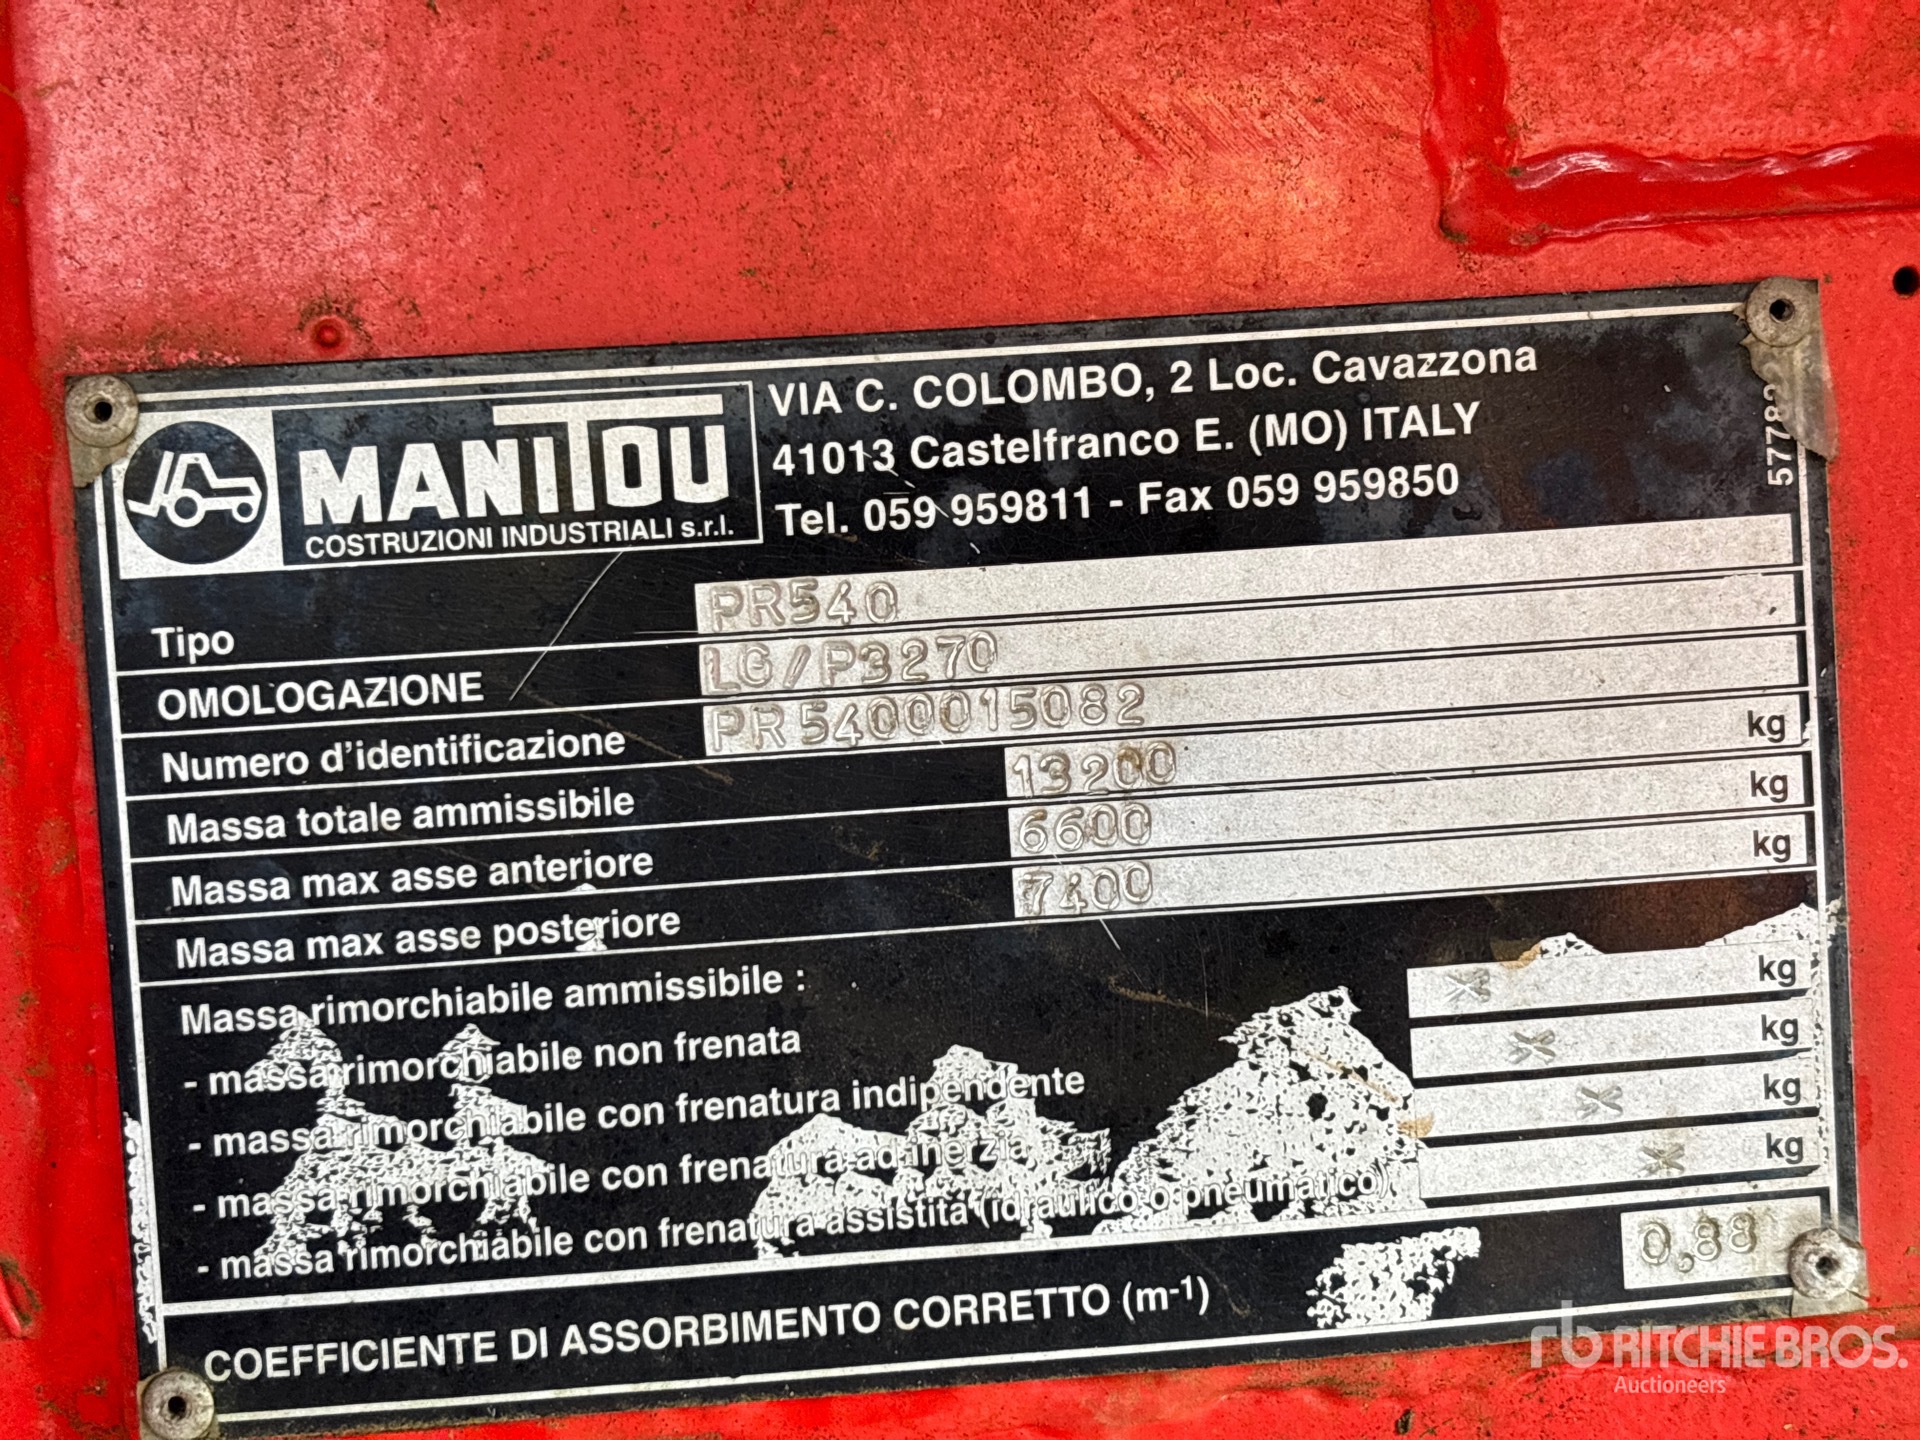 MANITOU
COSTRUZIONI INDUSTRIALI s.r.l.
VIA C. COLOMBO, 2 Loc. Cavazzona
41013 Castelfranco E. (MO) ITALY
Tel. 059 959811 - Fax 059 959850
Tipo PR540
OMOLOGAZIONE LG/P3270
Numero d'identificazione PR5400015082
Massa totale ammissibile 13200 kg
Massa max asse anteriore 6600 kg
Massa max asse posteriore 7400 kg
Massa rimorchiabile ammissibile : X kg
- massa rimorchiabile non frenata X kg
- massa rimorchiabile con frenatura indipendente X kg
- massa rimorchiabile con frenatura ad inerzia X kg
- massa rimorchiabile con frenatura assistita (idraulico o pneumatico)
COEFFICIENTE DI ASSORBIMENTO CORRETTO (m-1) 0,88
rb RITCHIE BROS.
Auctioneers